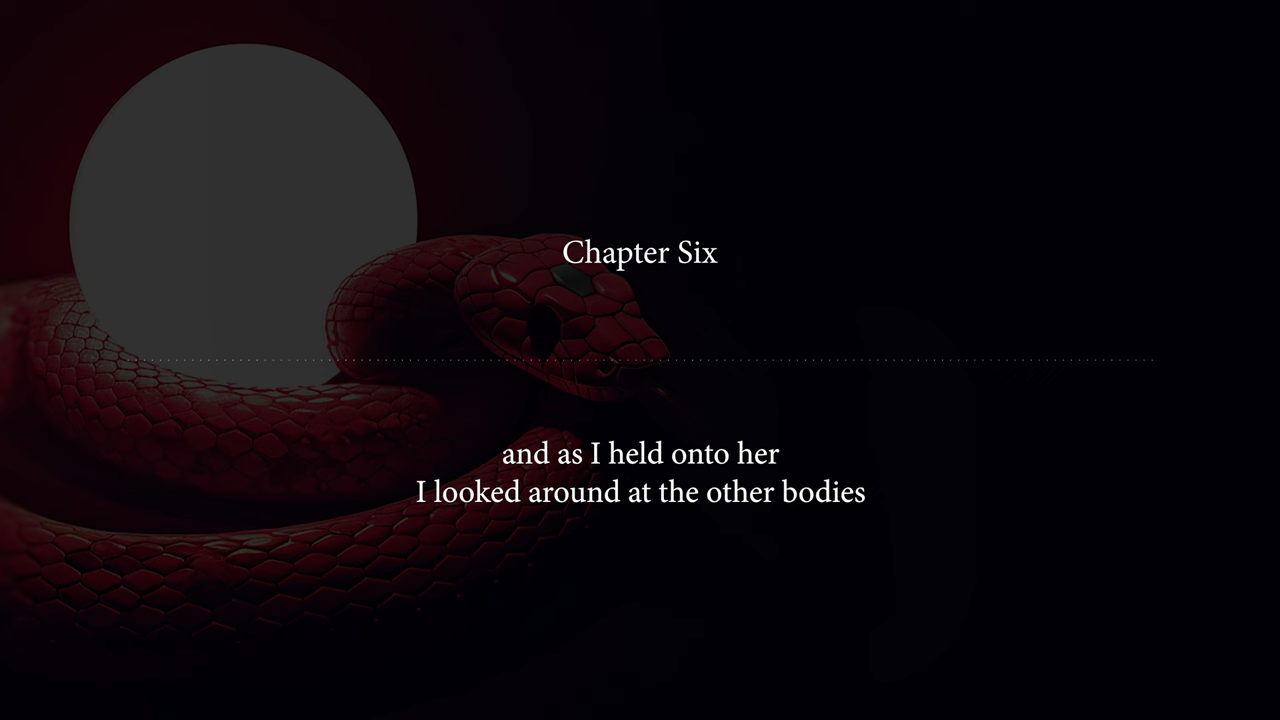 Chapter Six
and as I held onto her
I looked around at the other bodies